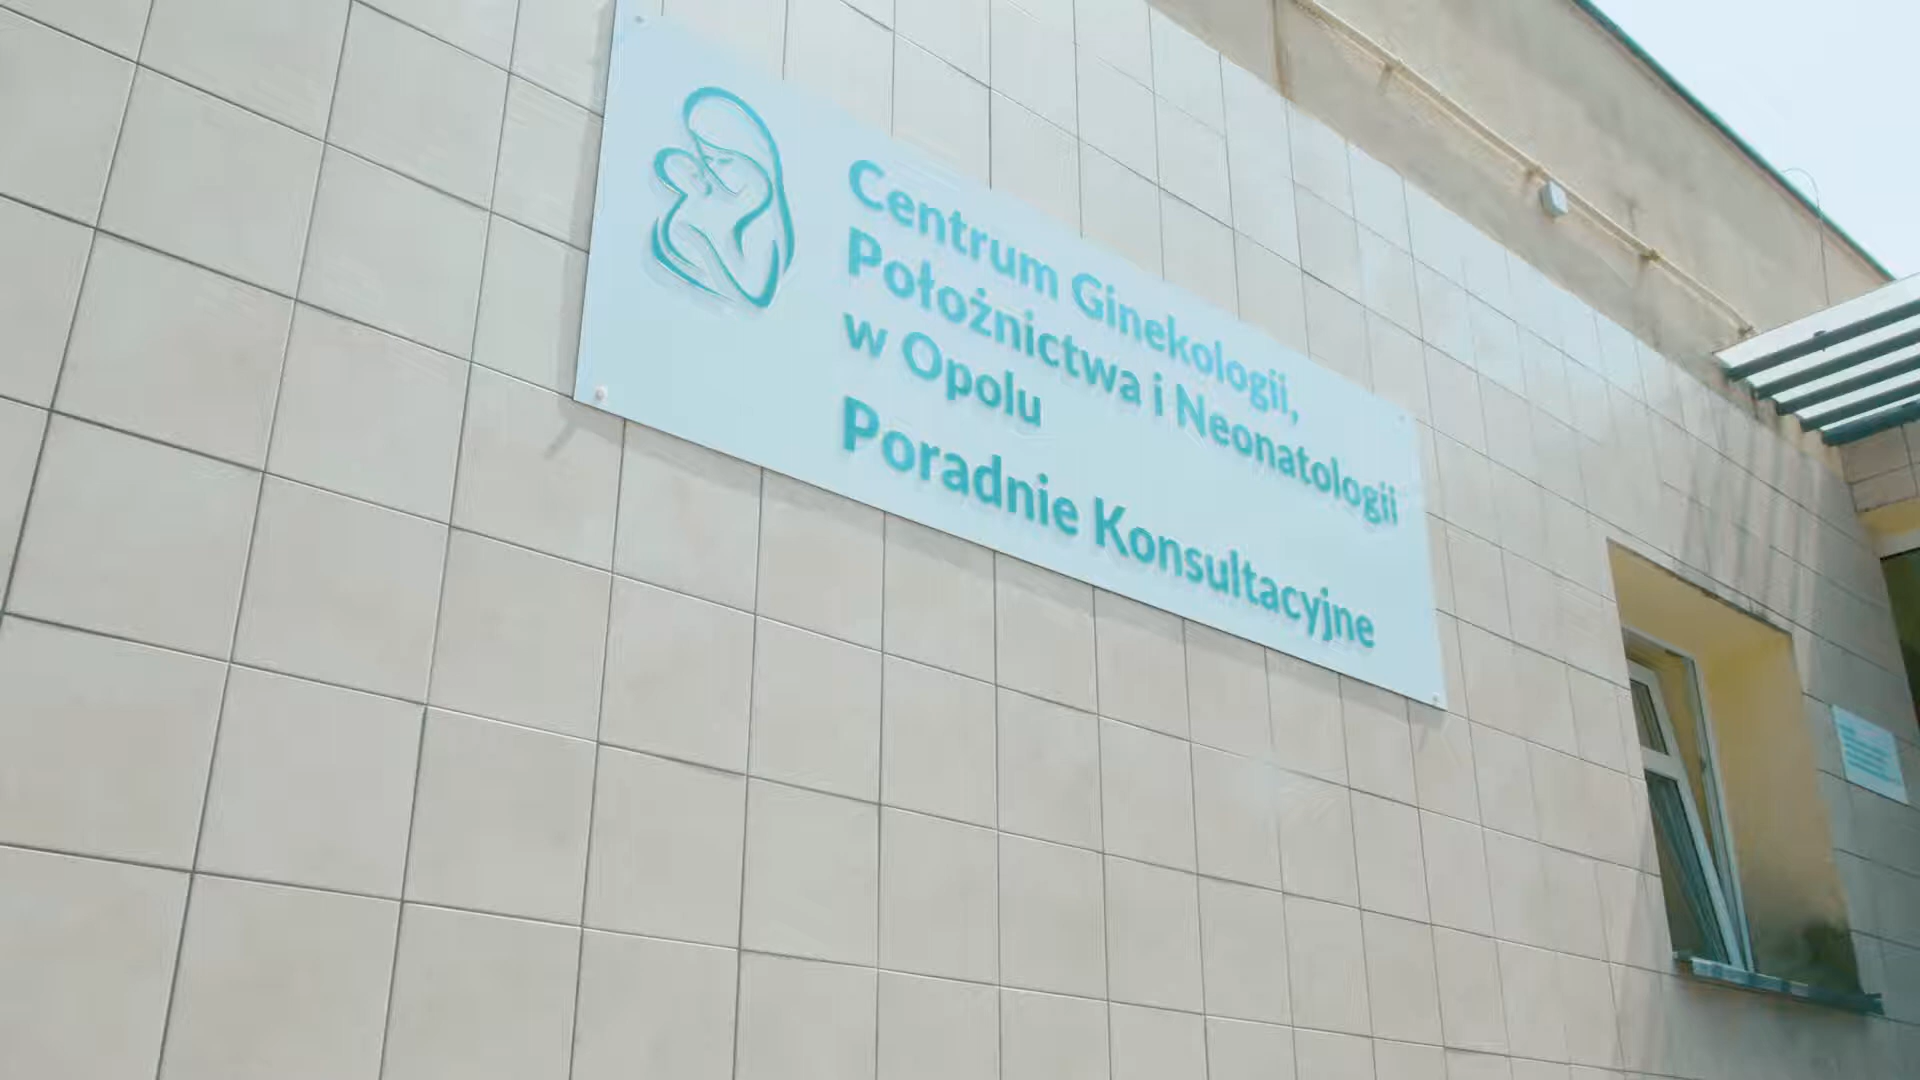 Centrum Ginekologii,
Położnictwa i Neonatologii
w Opolu
Poradnie Konsultacyjne